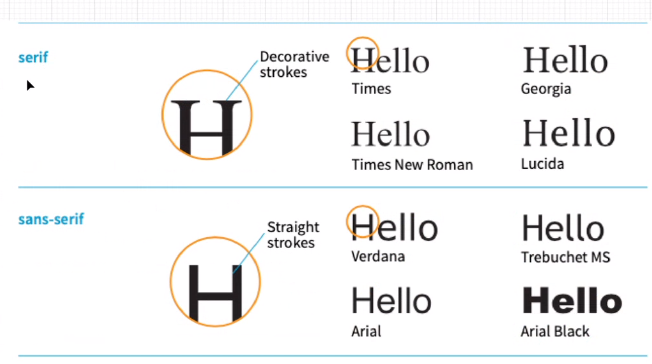 serif
Decorative
strokes
H
Hello
Times
Hello
Georgia
Hello
Times New Roman
Hello
Lucida
sans-serif
Straight
strokes
H
Hello
Verdana
Hello
Trebuchet MS
Hello
Arial
Hello
Arial Black